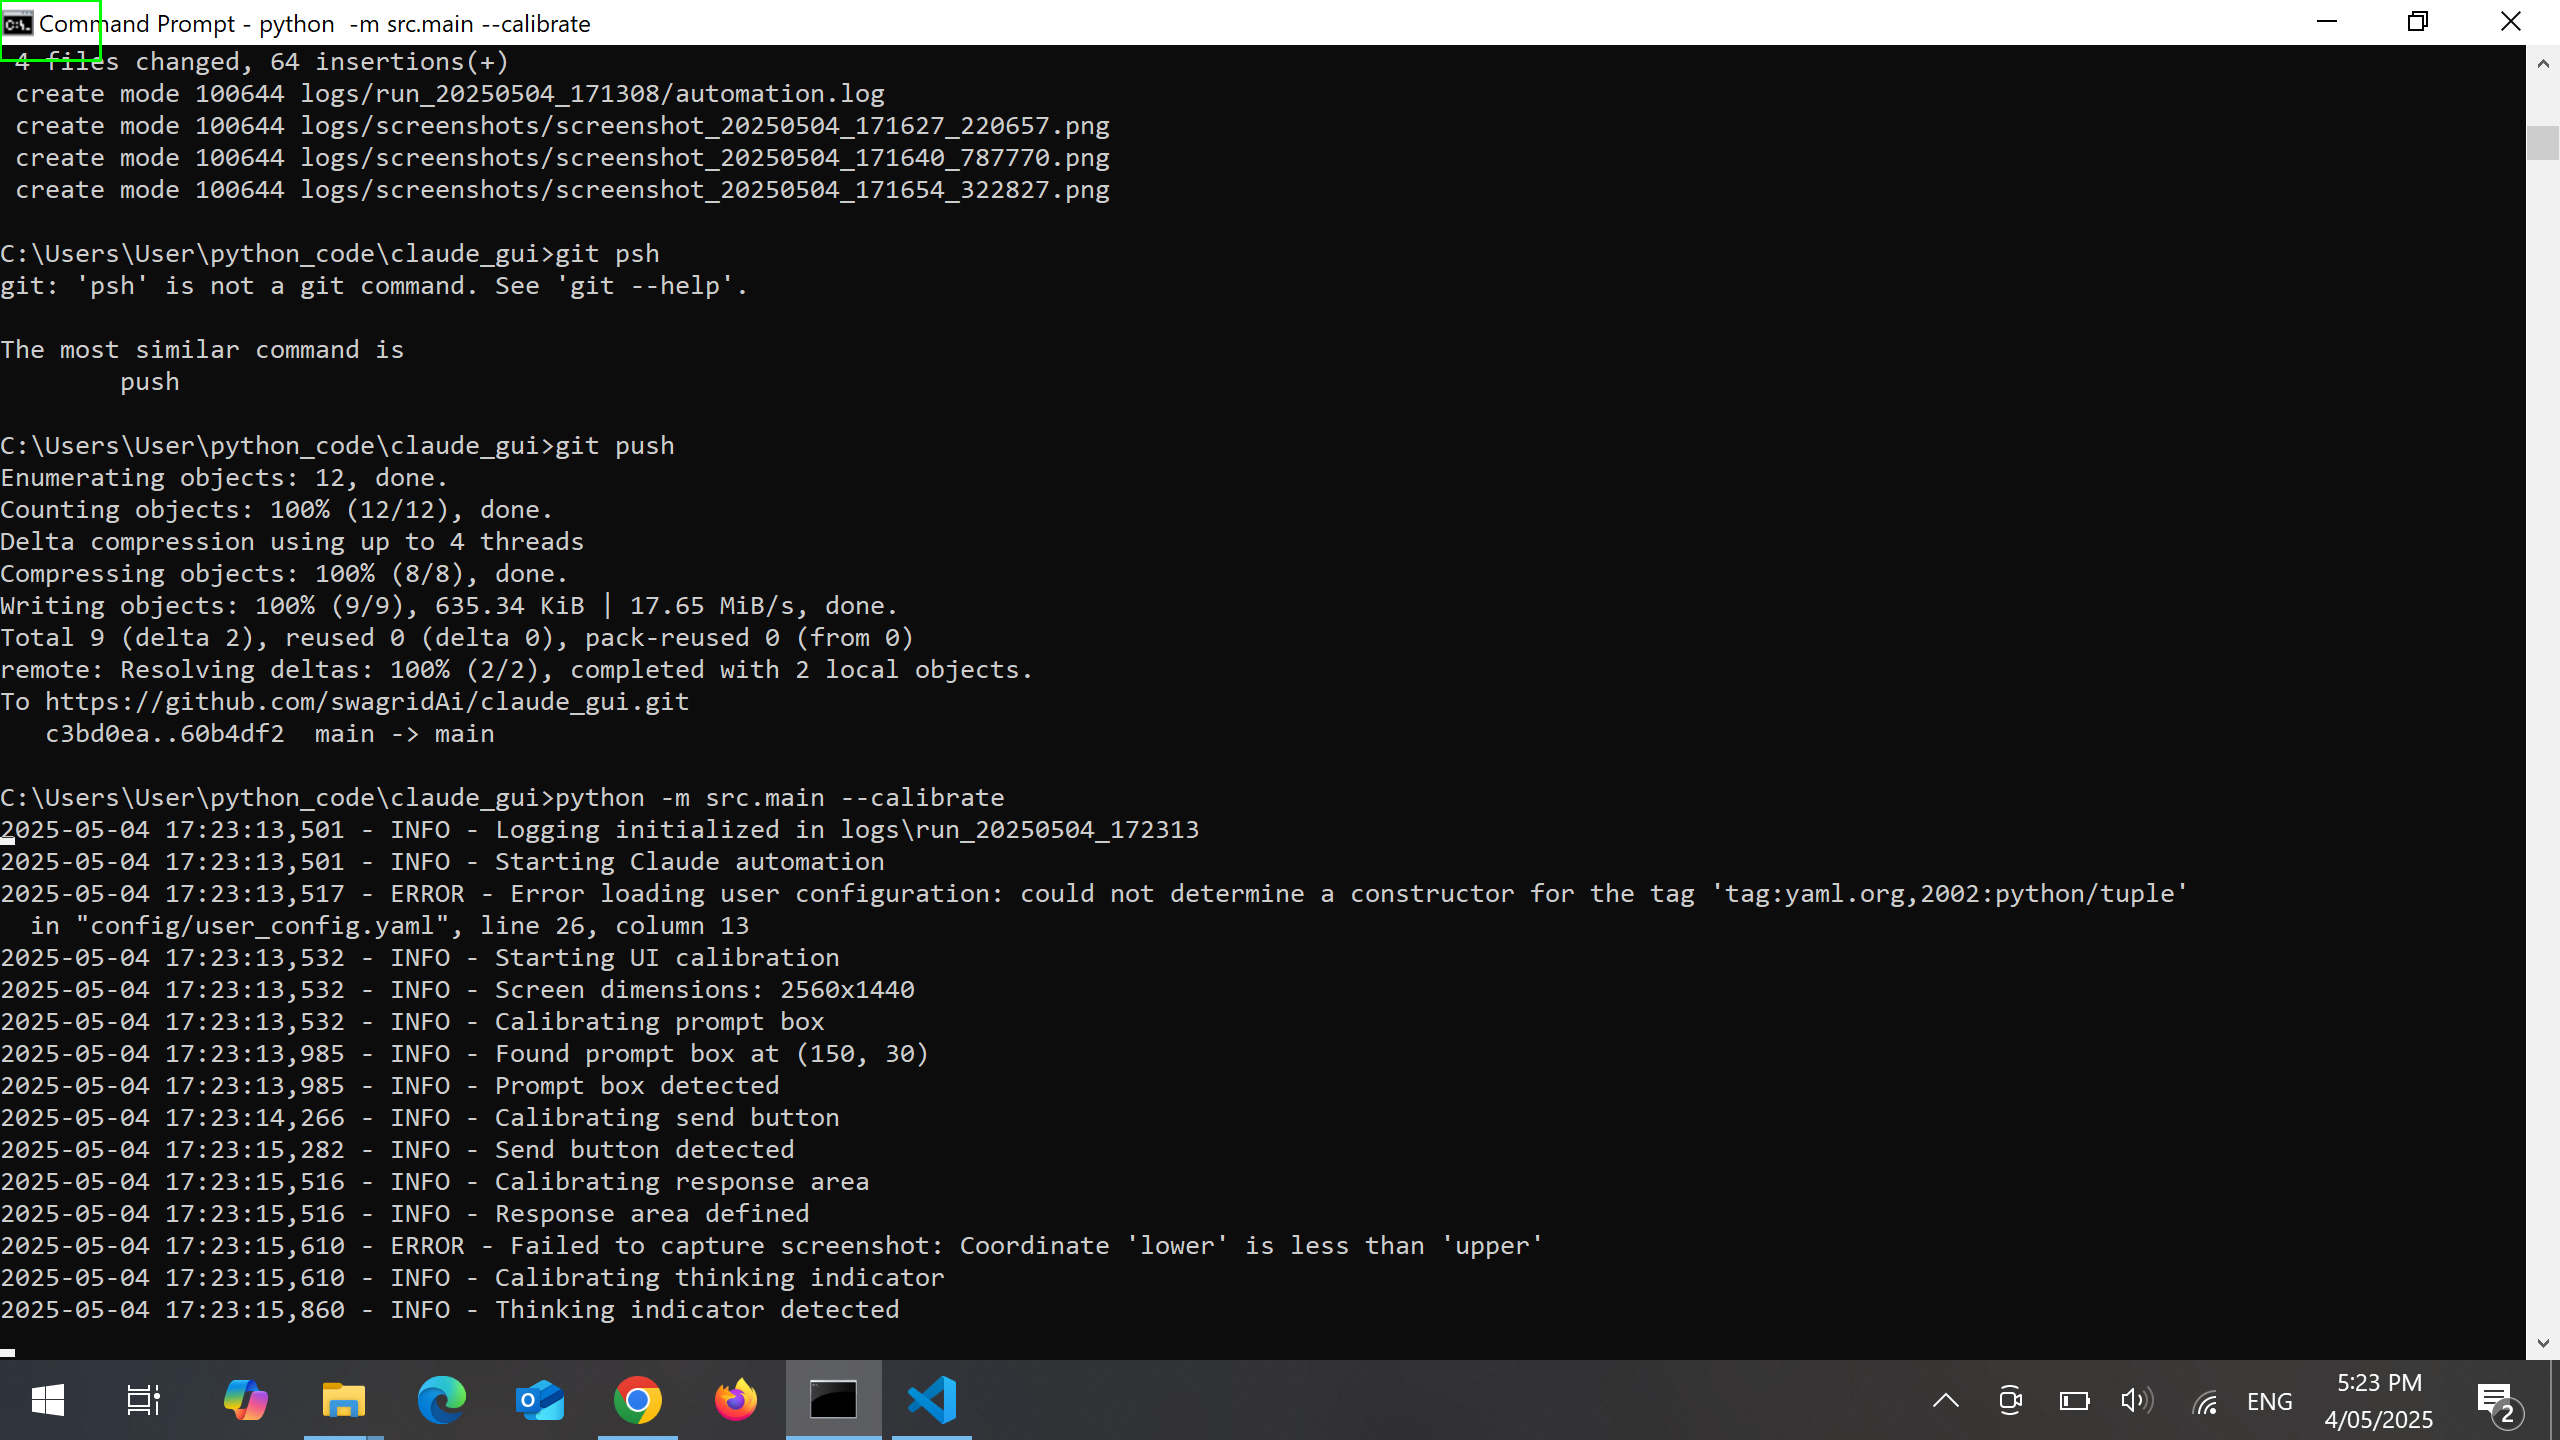 Command Prompt - python  -m src.main --calibrate
 4 files changed, 64 insertions(+)
 create mode 100644 logs/run_20250504_171308/automation.log
 create mode 100644 logs/screenshots/screenshot_20250504_171627_220657.png
 create mode 100644 logs/screenshots/screenshot_20250504_171640_787770.png
 create mode 100644 logs/screenshots/screenshot_20250504_171654_322827.png
C:\Users\User\python_code\claude_gui>git psh
git: 'psh' is not a git command. See 'git --help'.
The most similar command is
        push
C:\Users\User\python_code\claude_gui>git push
Enumerating objects: 12, done.
Counting objects: 100% (12/12), done.
Delta compression using up to 4 threads
Compressing objects: 100% (8/8), done.
Writing objects: 100% (9/9), 635.34 KiB | 17.65 MiB/s, done.
Total 9 (delta 2), reused 0 (delta 0), pack-reused 0 (from 0)
remote: Resolving deltas: 100% (2/2), completed with 2 local objects.
To https://github.com/swagridAi/claude_gui.git
   c3bd0ea..60b4df2  main -> main
C:\Users\User\python_code\claude_gui>python -m src.main --calibrate
2025-05-04 17:23:13,501 - INFO - Logging initialized in logs\run_20250504_172313
2025-05-04 17:23:13,501 - INFO - Starting Claude automation
2025-05-04 17:23:13,517 - ERROR - Error loading user configuration: could not determine a constructor for the tag 'tag:yaml.org,2002:python/tuple'
  in "config/user_config.yaml", line 26, column 13
2025-05-04 17:23:13,532 - INFO - Starting UI calibration
2025-05-04 17:23:13,532 - INFO - Screen dimensions: 2560x1440
2025-05-04 17:23:13,532 - INFO - Calibrating prompt box
2025-05-04 17:23:13,985 - INFO - Found prompt box at (150, 30)
2025-05-04 17:23:13,985 - INFO - Prompt box detected
2025-05-04 17:23:14,266 - INFO - Calibrating send button
2025-05-04 17:23:15,282 - INFO - Send button detected
2025-05-04 17:23:15,516 - INFO - Calibrating response area
2025-05-04 17:23:15,516 - INFO - Response area defined
2025-05-04 17:23:15,610 - ERROR - Failed to capture screenshot: Coordinate 'lower' is less than 'upper'
2025-05-04 17:23:15,610 - INFO - Calibrating thinking indicator
2025-05-04 17:23:15,860 - INFO - Thinking indicator detected
ENG
5:23 PM
4/05/2025
2